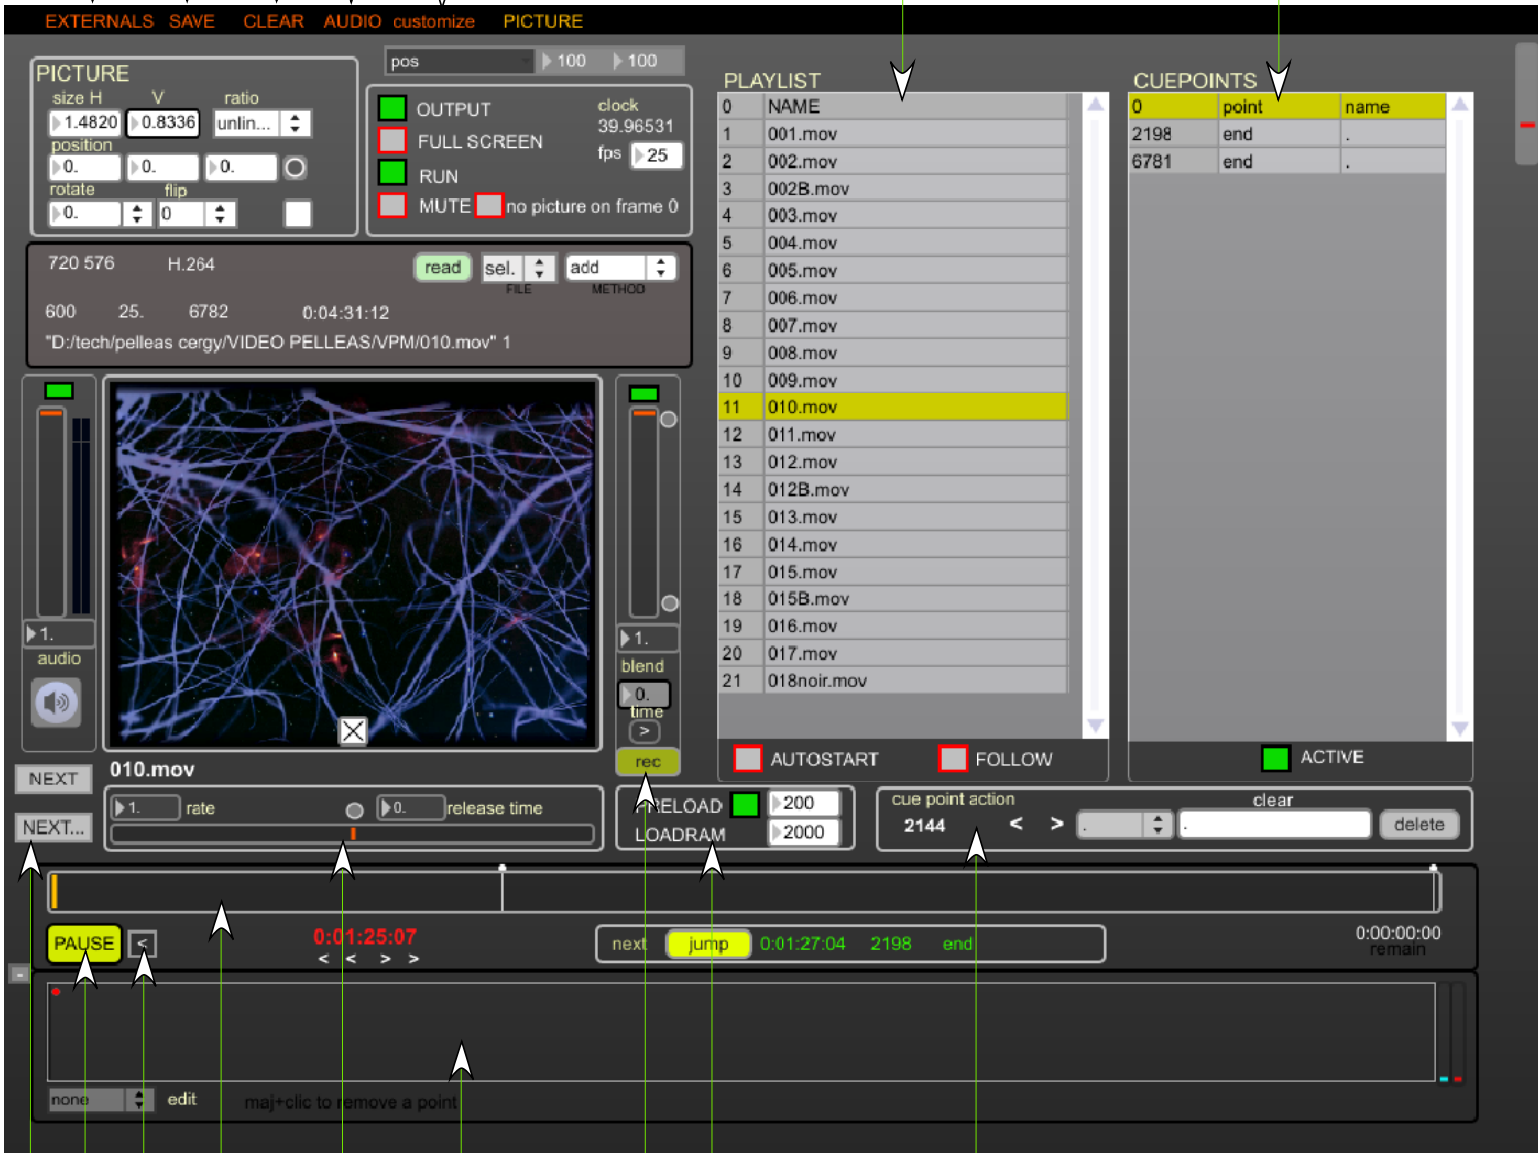 EXTERNALS SAVE CLEAR AUDIO customize PICTURE
PICTURE
size H V ratio
1.4820 0.8336 unlin...
position
0. 0. 0.
rotate flip
0. 0
pos 100 100
OUTPUT
FULL SCREEN
RUN
MUTE no picture on frame 0
clock
39.96531
fps 25
720 576 H.264
read sel. add
FILE METHOD
600 25. 6782 0:04:31:12
"D:/tech/pelleas cergy/VIDEO PELLEAS/VPM/010.mov" 1
1.
audio
1.
blend
0.
time
>
rec
PLAYLIST
0 NAME
1 001.mov
2 002.mov
3 002B.mov
4 003.mov
5 004.mov
6 005.mov
7 006.mov
8 007.mov
9 008.mov
10 009.mov
11 010.mov
12 011.mov
13 012.mov
14 012B.mov
15 013.mov
16 014.mov
17 015.mov
18 015B.mov
19 016.mov
20 017.mov
21 018noir.mov
AUTOSTART FOLLOW
CUEPOINTS
0 point name
2198 end .
6781 end .
ACTIVE
NEXT
NEXT...
010.mov
1. rate 0. release time
PRELOAD 200
LOADRAM 2000
cue point action clear
2144 < > . . delete
PAUSE < 0:01:25:07
< < > >
next jump 0:01:27:04 2198 end
0:00:00:00
remain
-
none edit maj+clic to remove a point